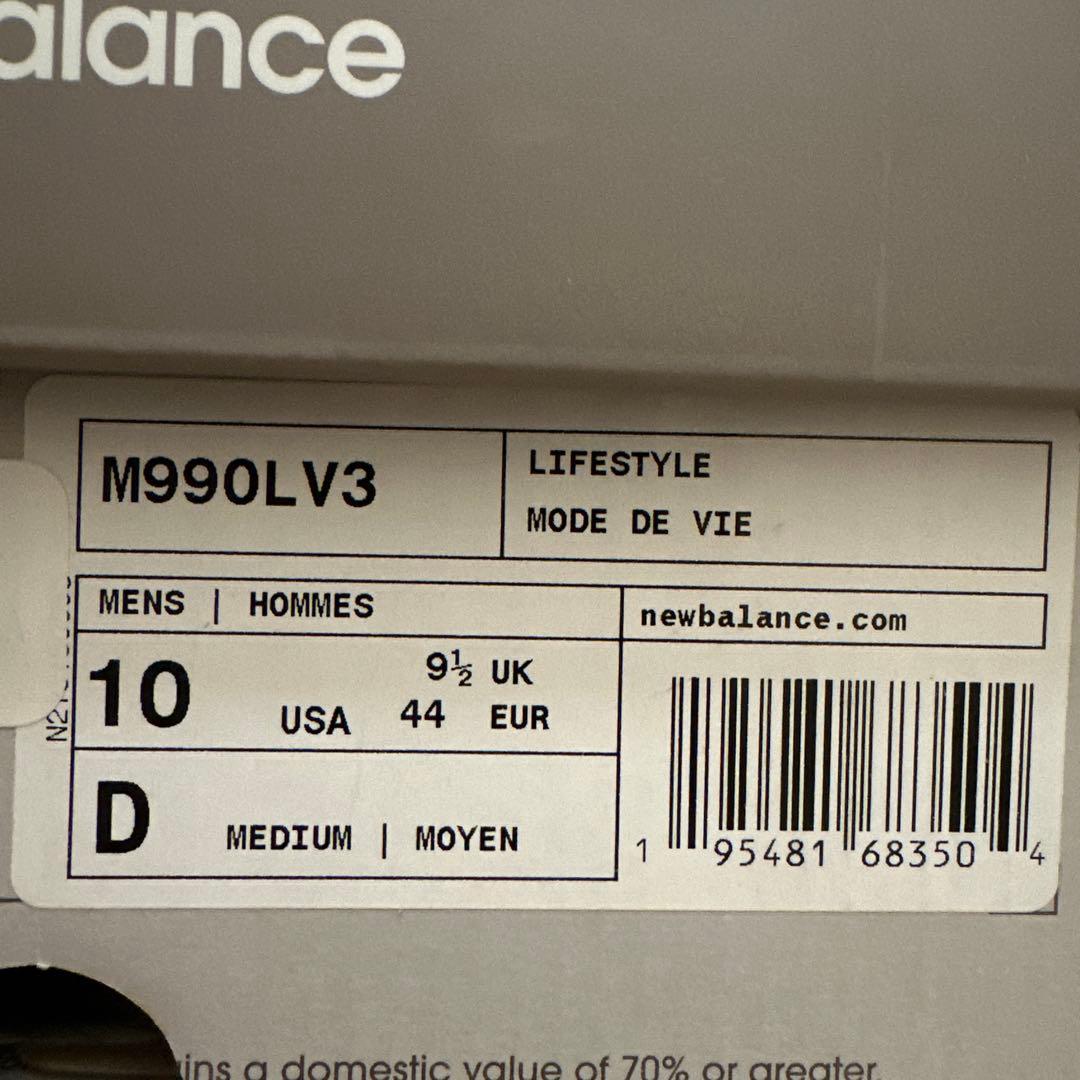 alance
M990LV3
LIFESTYLE
MODE DE VIE
MENS | HOMMES
newbalance.com
10 USA
9½ UK
44 EUR
D MEDIUM | MOYEN
1 95481 68350 4
ins a domestic value of 70% or greater